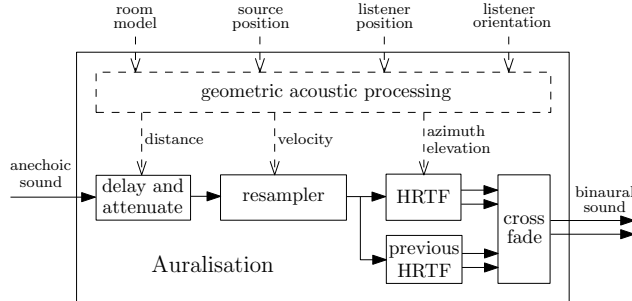 room
model
source
position
listener
position
listener
orientation
geometric acoustic processing
distance
velocity
azimuth
elevation
anechoic
sound
delay and
attenuate
resampler
HRTF
previous
HRTF
cross
fade
binaural
sound
Auralisation